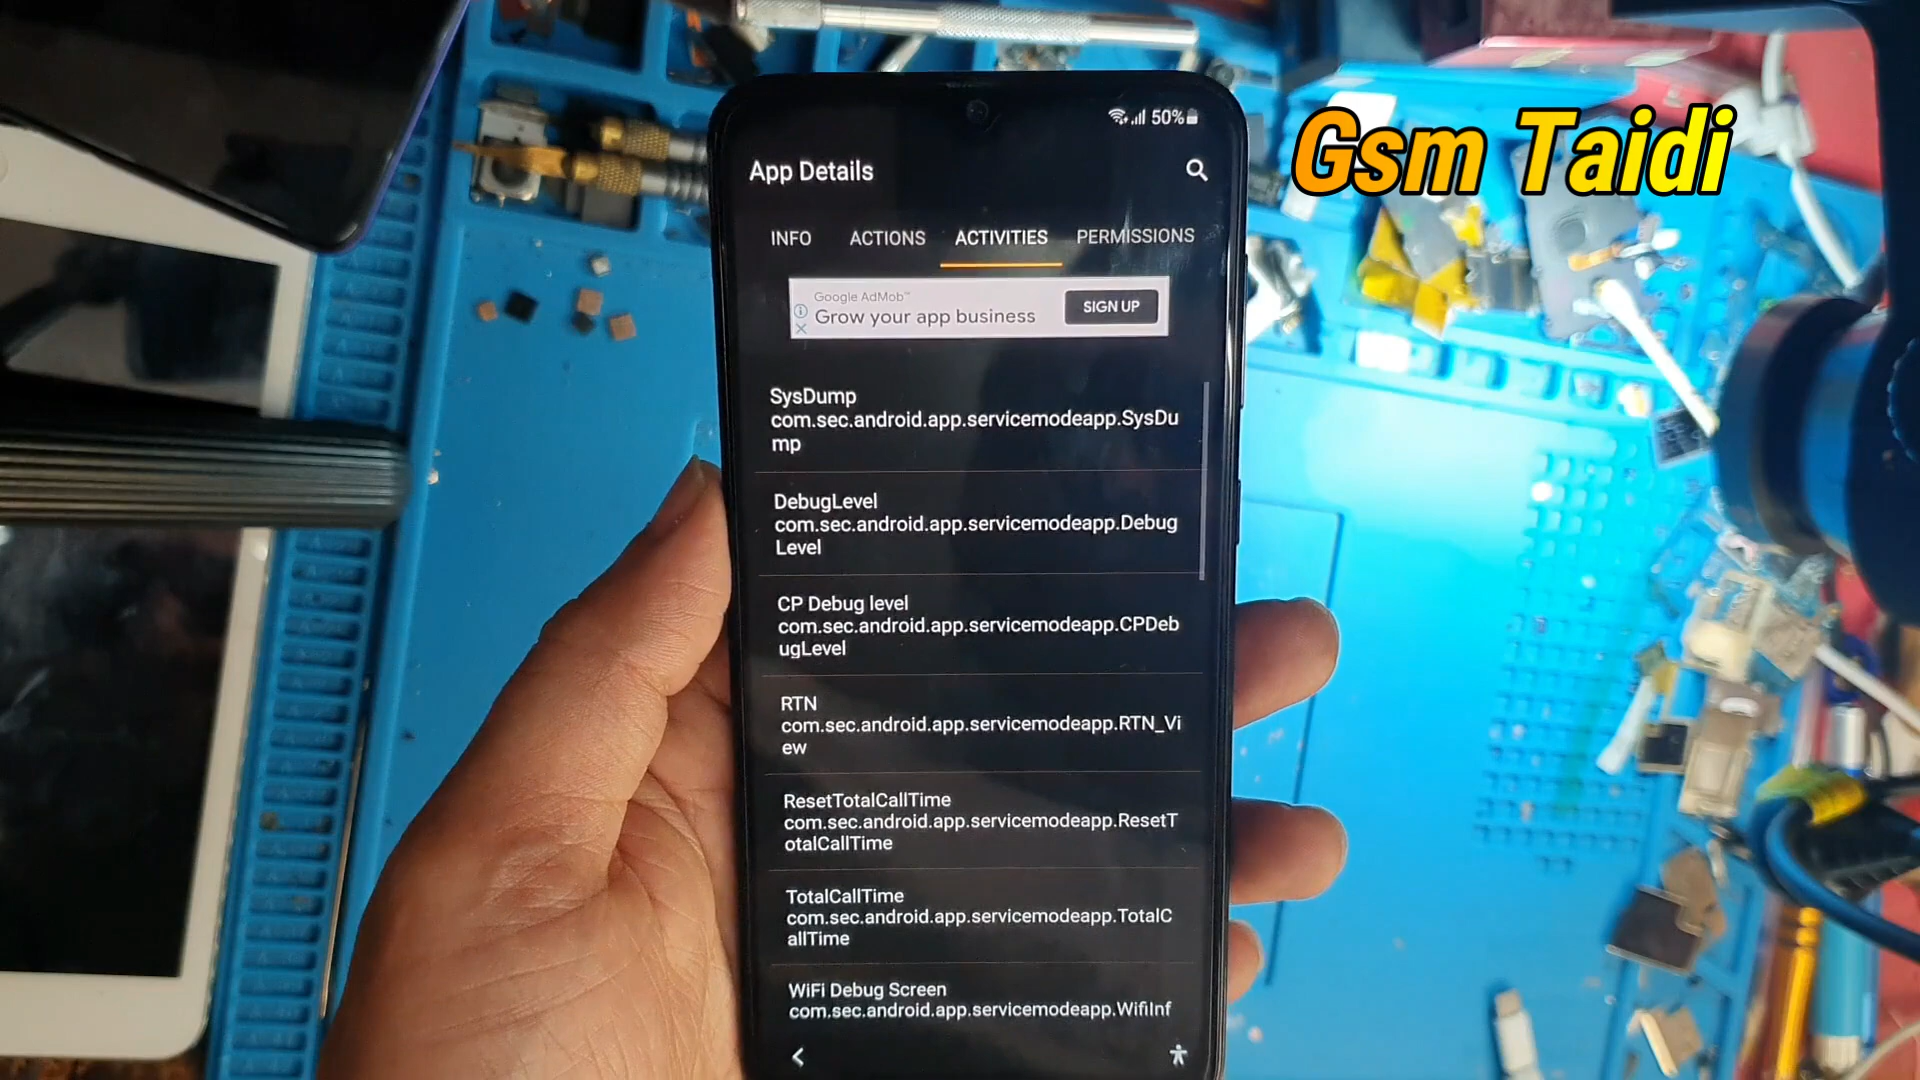 Gsm Taidi
50%
App Details
INFO ACTIONS ACTIVITIES PERMISSIONS
Google AdMob™
Grow your app business
SIGN UP
SysDump
com.sec.android.app.servicemodeapp.SysDu
mp
DebugLevel
com.sec.android.app.servicemodeapp.Debug
Level
CP Debug level
com.sec.android.app.servicemodeapp.CPDeb
ugLevel
RTN
com.sec.android.app.servicemodeapp.RTN_Vi
ew
ResetTotalCallTime
com.sec.android.app.servicemodeapp.ResetT
otalCallTime
TotalCallTime
com.sec.android.app.servicemodeapp.TotalC
allTime
WiFi Debug Screen
com.sec.android.app.servicemodeapp.WifiInf